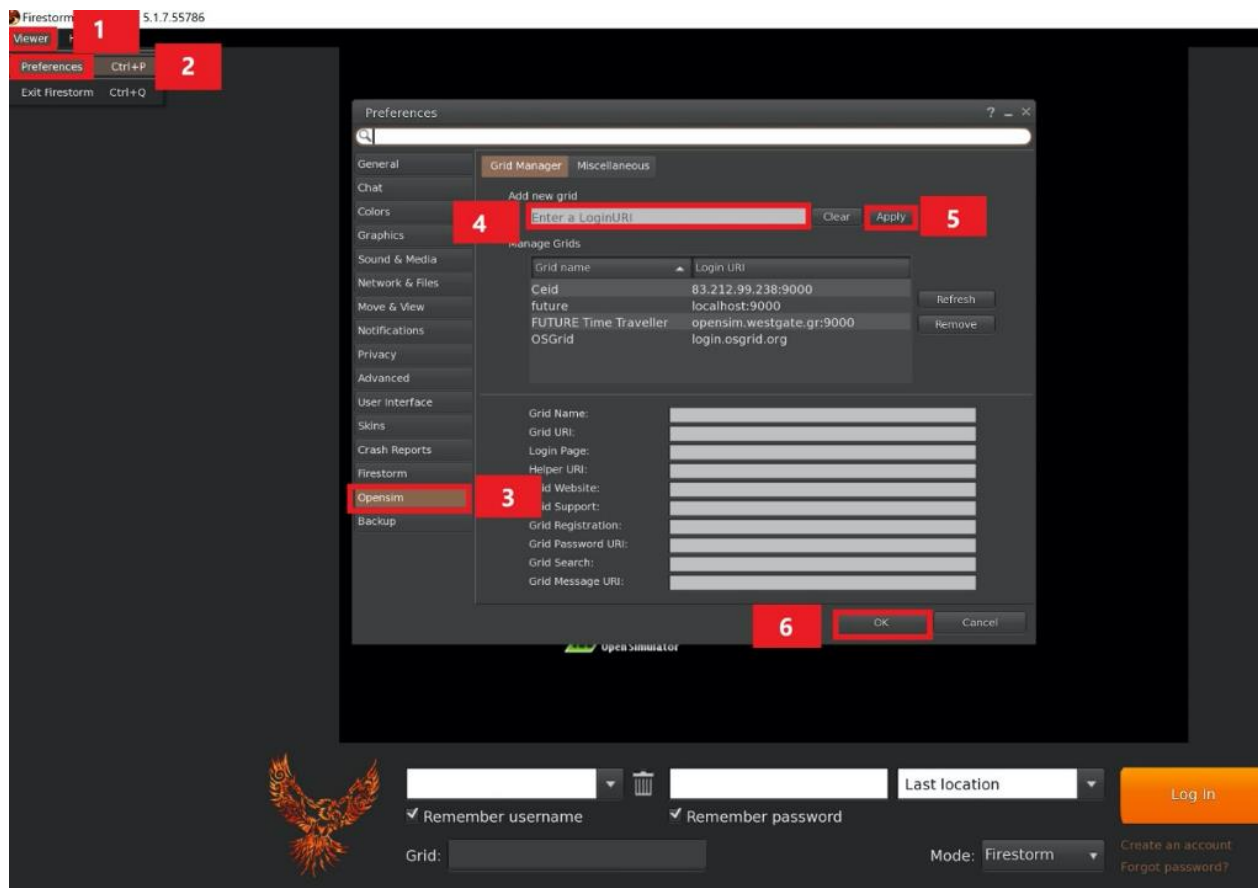 Firestorm 5.1.7.55786
1
Viewer H
Preferences Ctrl+P
2
Exit Firestorm Ctrl+Q
Preferences ? _ ×
General
Chat
Colors
Graphics
Sound & Media
Network & Files
Move & View
Notifications
Privacy
Advanced
User Interface
Skins
Crash Reports
Firestorm
Opensim
Backup
3
Grid Manager Miscellaneous
Add new grid
4
Enter a LoginURI Clear Apply
5
Manage Grids
Grid name Login URI
Ceid 83.212.99.238:9000
future localhost:9000
FUTURE Time Traveller opensim.westgate.gr:9000
OSGrid login.osgrid.org
Refresh
Remove
Grid Name:
Grid URI:
Login Page:
Helper URI:
id Website:
id Support:
Grid Registration:
Grid Password URI:
Grid Search:
Grid Message URI:
6
OK Cancel
Open Simulator
Last location
Log In
Remember username Remember password
Grid: Mode: Firestorm
Create an account
Forgot password?